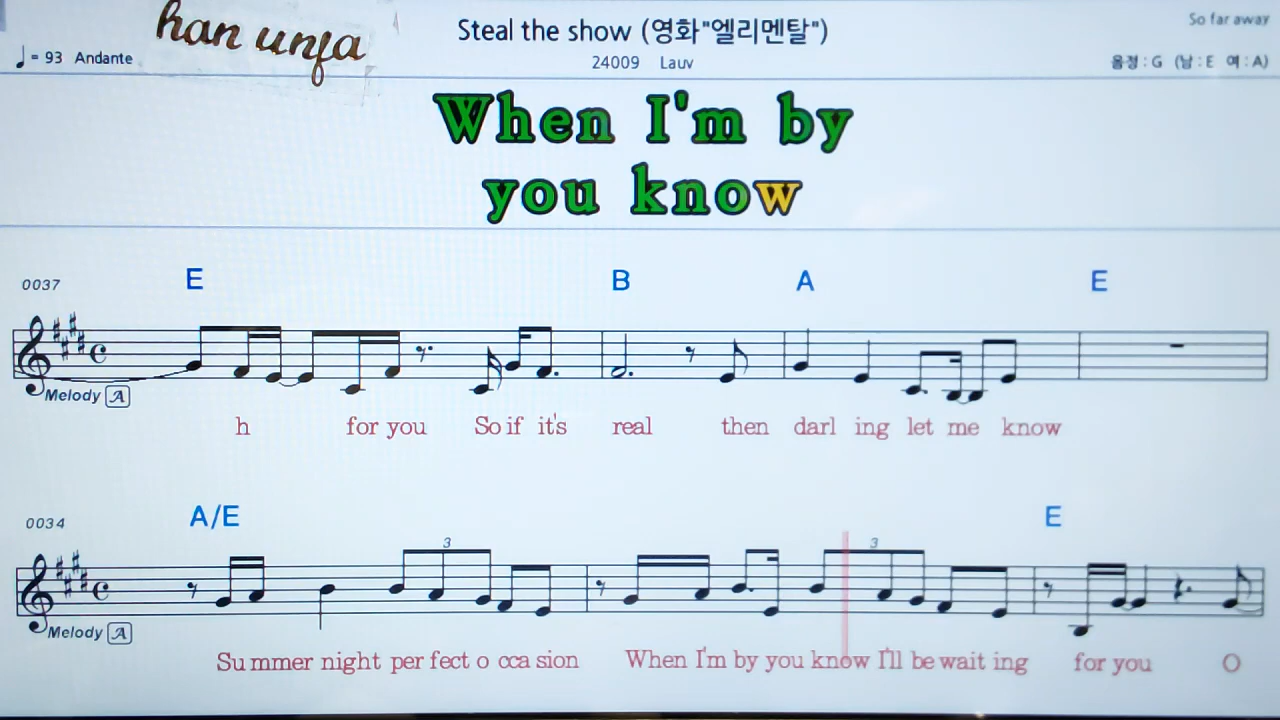 han unja
Steal the show (영화"엘리멘탈")
So far away
♩= 93 Andante
24009 Lauv
음정 : G (남 : E 여 : A)
When I'm by
you know
0037 E B A E
Melody A
h for you So if it's real then darl ing let me know
0034 A/E E
3 3
Melody A
Su mmer night per fect o cca sion When I'm by you know I'll be wait ing for you O